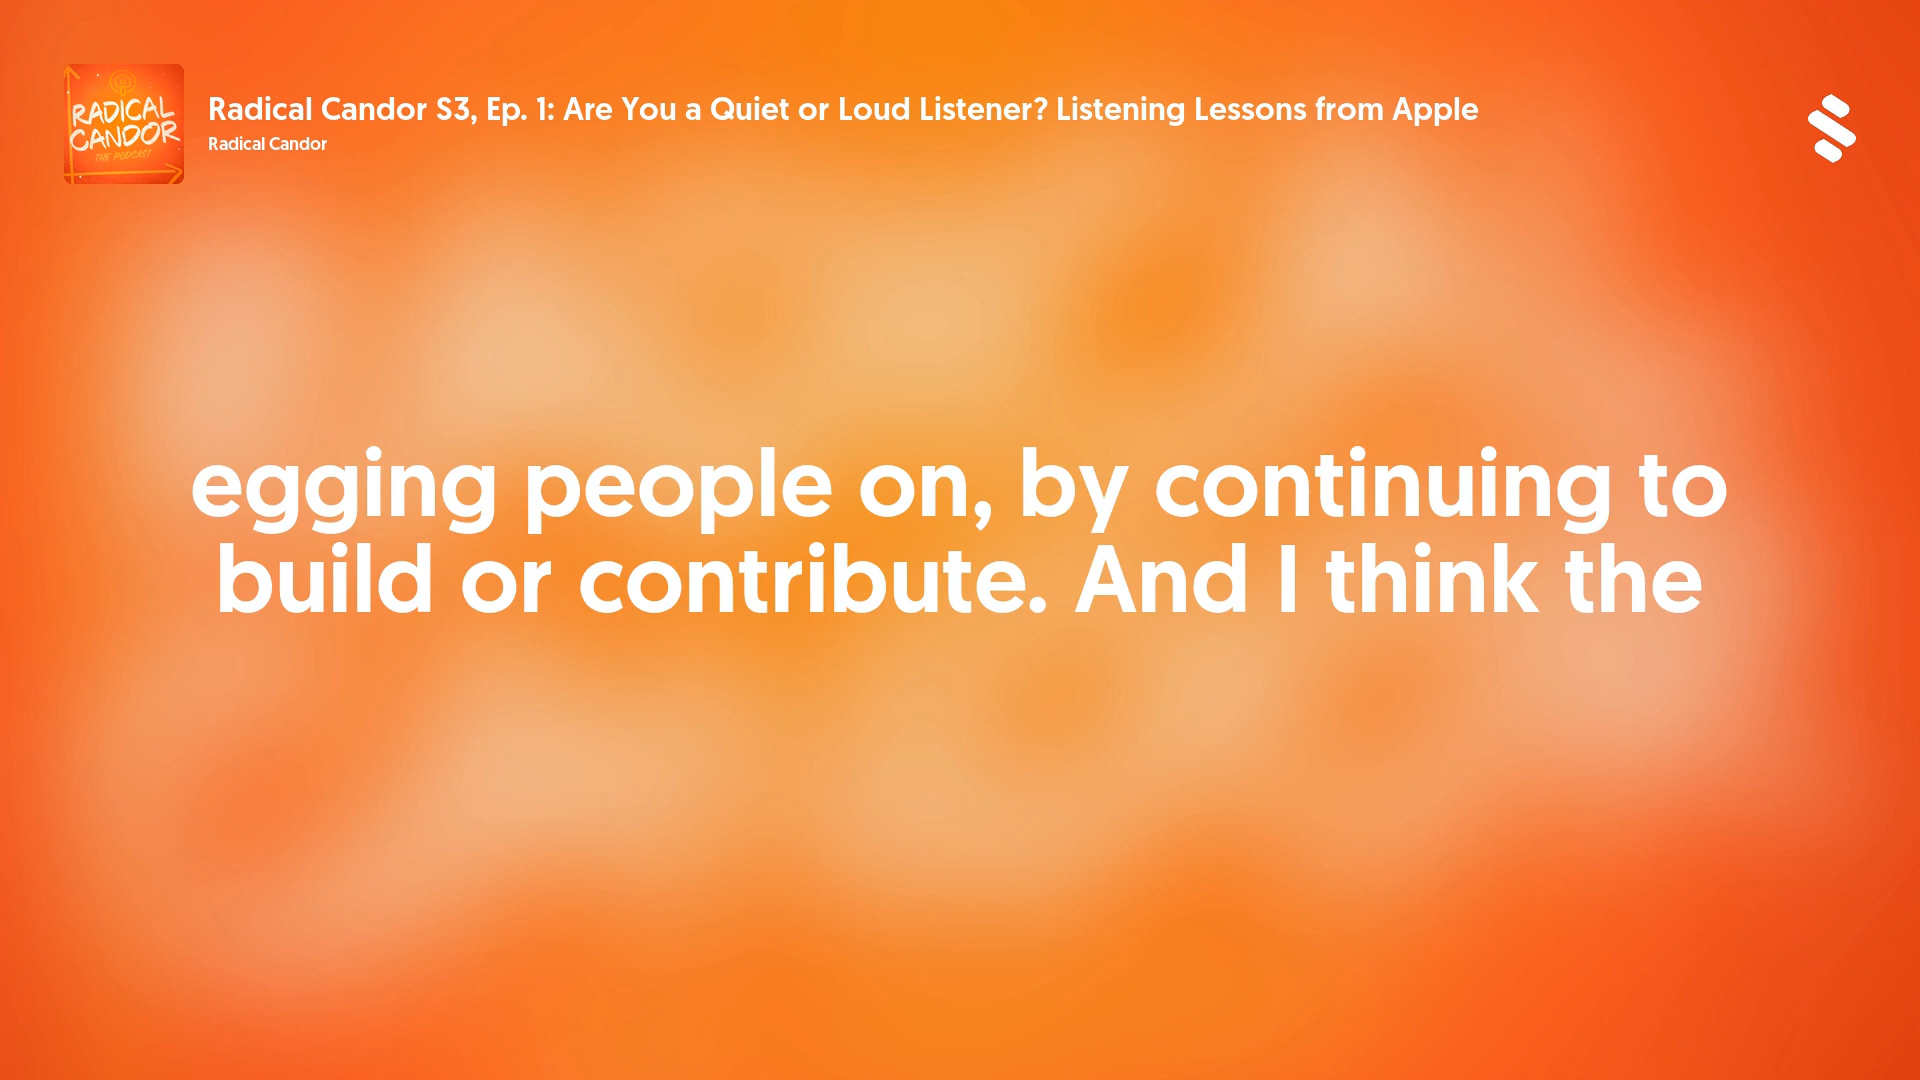 RADICAL
CANDOR
THE PODCAST
Radical Candor S3, Ep. 1: Are You a Quiet or Loud Listener? Listening Lessons from Apple
Radical Candor
egging people on, by continuing to
build or contribute. And I think the